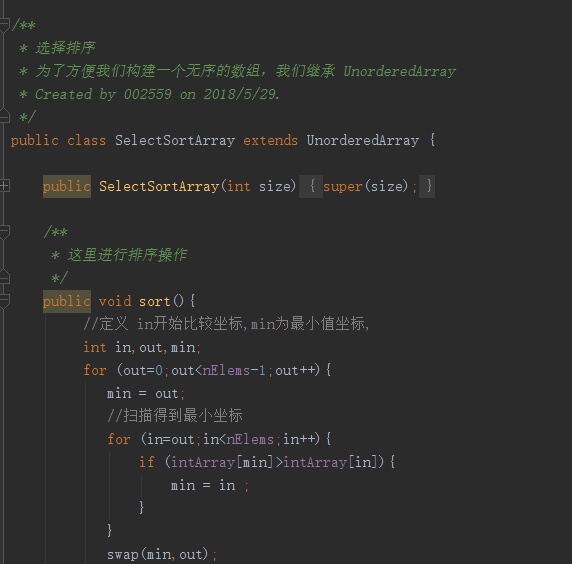 /**
 * 选择排序
 * 为了方便我们构建一个无序的数组，我们继承 UnorderedArray
 * Created by 002559 on 2018/5/29.
 */
public class SelectSortArray extends UnorderedArray {
    public SelectSortArray(int size) { super(size); }
    /**
     * 这里进行排序操作
     */
    public void sort(){
        //定义 in开始比较坐标,min为最小值坐标,
        int in,out,min;
        for (out=0;out<nElems-1;out++){
            min = out;
            //扫描得到最小坐标
            for (in=out;in<nElems;in++){
                if (intArray[min]>intArray[in]){
                    min = in ;
                }
            }
            swap(min,out);